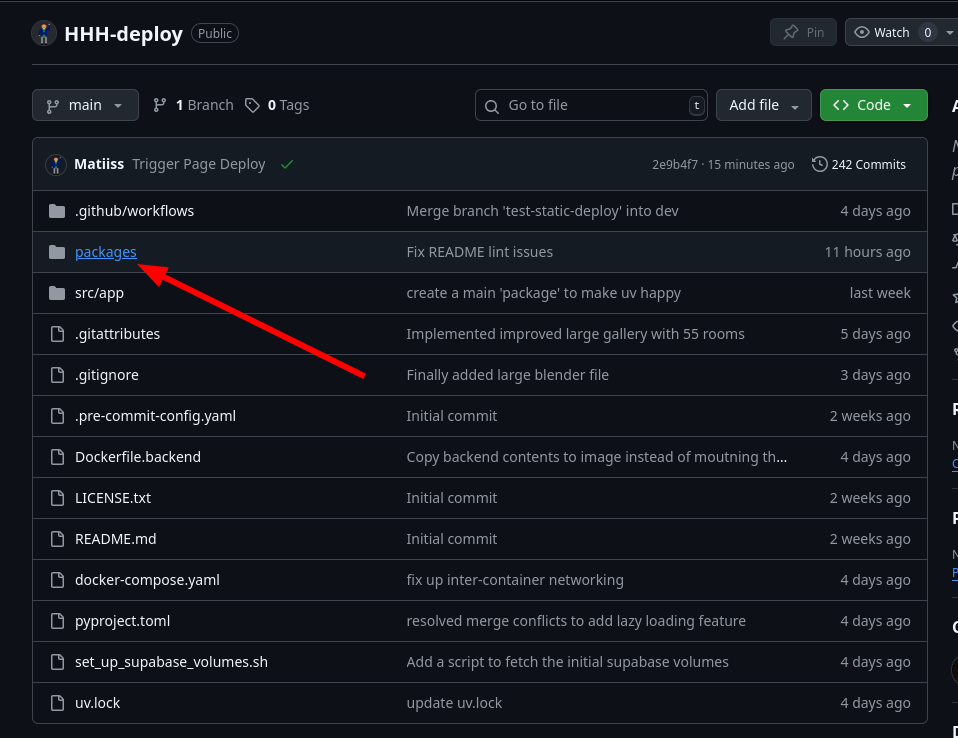 HHH-deploy Public Pin Watch 0
main 1 Branch 0 Tags Go to file t Add file Code
Matiiss Trigger Page Deploy 2e9b4f7 · 15 minutes ago 242 Commits
.github/workflows Merge branch 'test-static-deploy' into dev 4 days ago
packages Fix README lint issues 11 hours ago
src/app create a main 'package' to make uv happy last week
.gitattributes Implemented improved large gallery with 55 rooms 5 days ago
.gitignore Finally added large blender file 3 days ago
.pre-commit-config.yaml Initial commit 2 weeks ago
Dockerfile.backend Copy backend contents to image instead of moutning th... 4 days ago
LICENSE.txt Initial commit 2 weeks ago
README.md Initial commit 2 weeks ago
docker-compose.yaml fix up inter-container networking 4 days ago
pyproject.toml resolved merge conflicts to add lazy loading feature 4 days ago
set_up_supabase_volumes.sh Add a script to fetch the initial supabase volumes 4 days ago
uv.lock update uv.lock 4 days ago